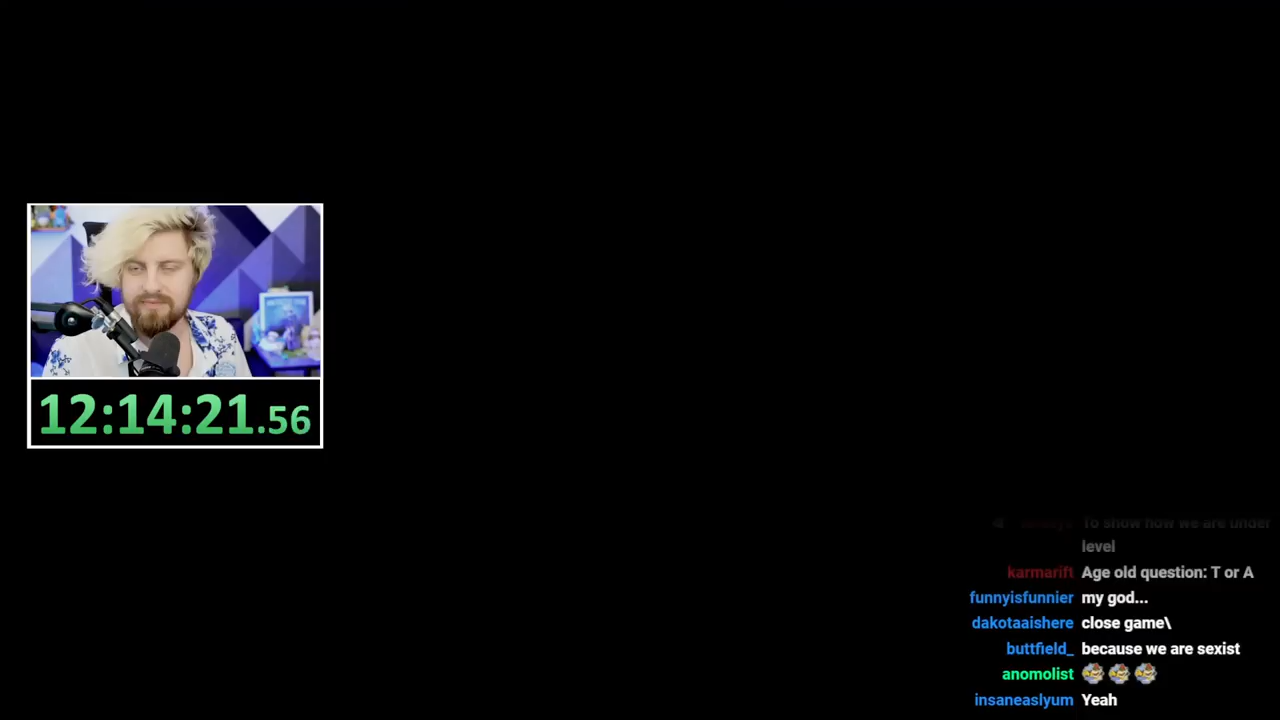 12:14:21.56
To show how we are under
level
karmarift Age old question: T or A
funnyisfunnier my god...
dakotaaishere close game\
buttfield_ because we are sexist
anomolist
insaneaslyum Yeah